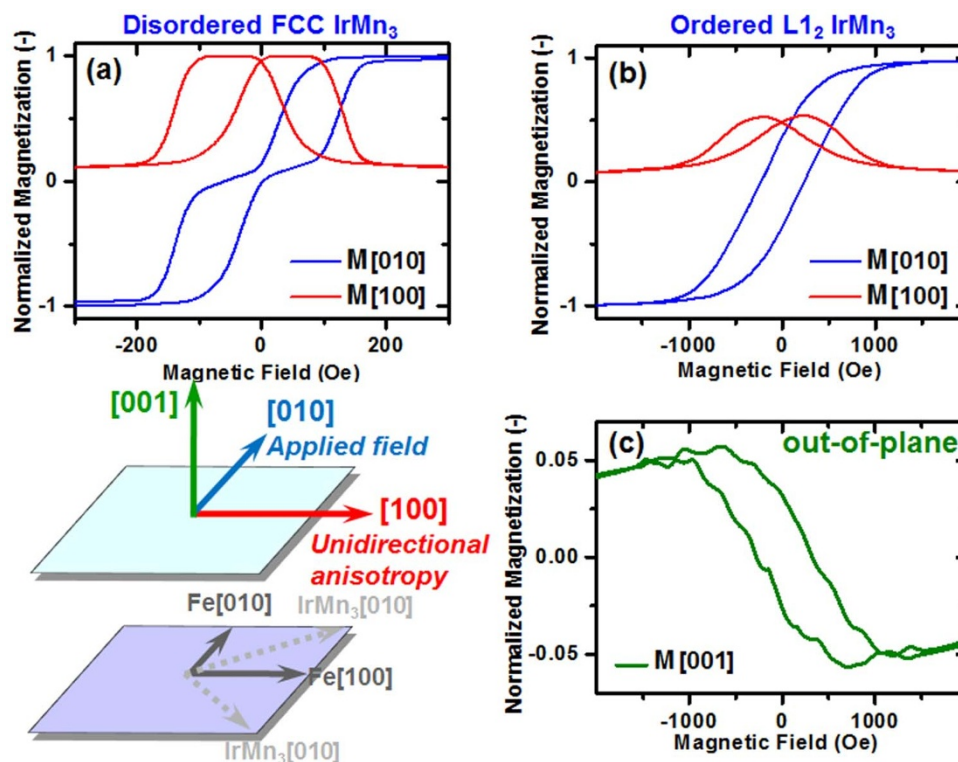 Disordered FCC IrMn3
Ordered L12 IrMn3
(a)
Normalized Magnetization (-)
1
0
-1
M[010]
M[100]
-200
0
200
Magnetic Field (Oe)
(b)
Normalized Magnetization (-)
1
0
-1
M[010]
M[100]
-1000
0
1000
Magnetic Field (Oe)
[001]
[010]
Applied field
[100]
Unidirectional
anisotropy
Fe[010]
IrMn3[010]
Fe[100]
IrMn3[010]
(c)
out-of-plane
Normalized Magnetization (-)
0.05
0.00
-0.05
M[001]
-1000
0
1000
Magnetic Field (Oe)